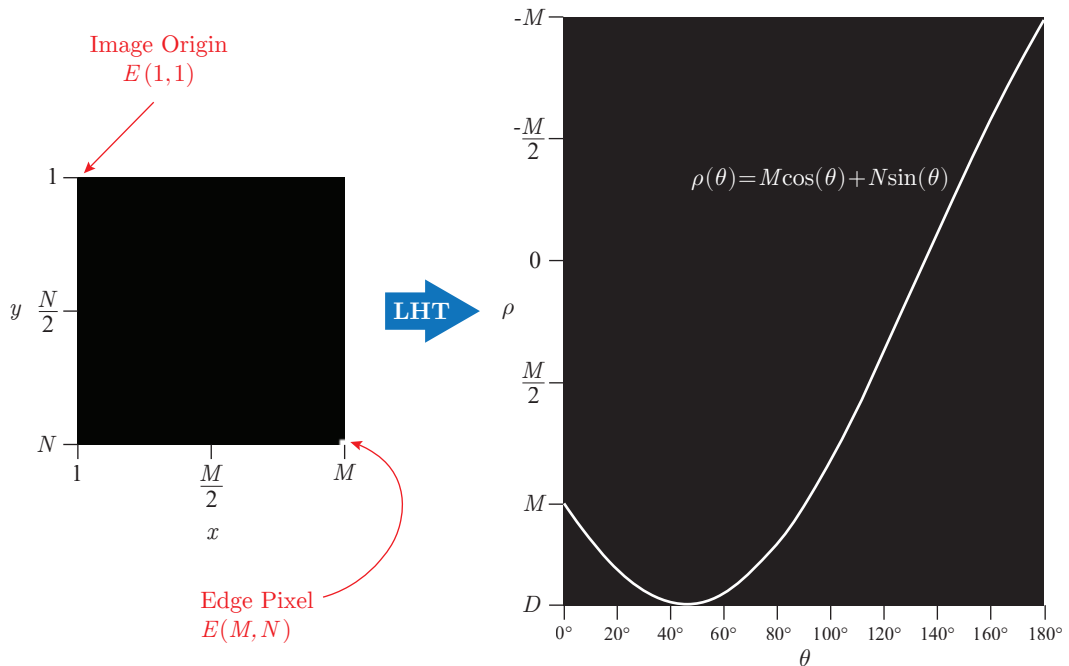 Image Origin
E(1,1)
1
y
N/2
N
1
M/2
M
x
Edge Pixel
E(M,N)
LHT
-M
-M/2
0
ρ
M/2
M
D
ρ(θ)=Mcos(θ)+Nsin(θ)
0° 20° 40° 60° 80° 100° 120° 140° 160° 180°
θ